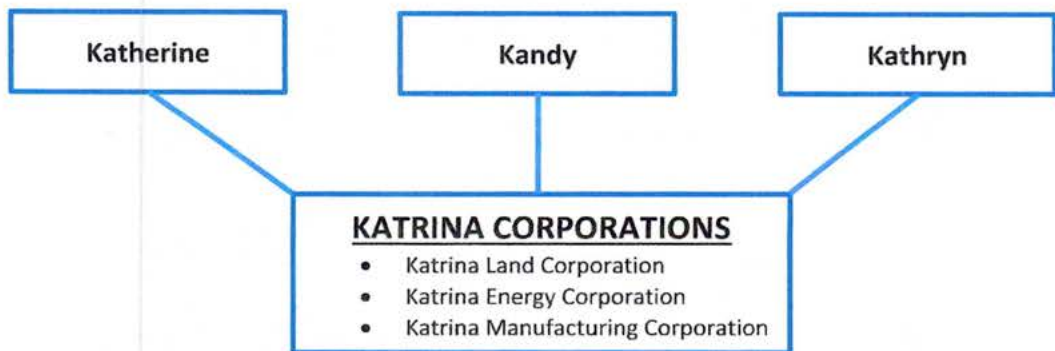 Katherine
Kandy
Kathryn
KATRINA CORPORATIONS
• Katrina Land Corporation
• Katrina Energy Corporation
• Katrina Manufacturing Corporation